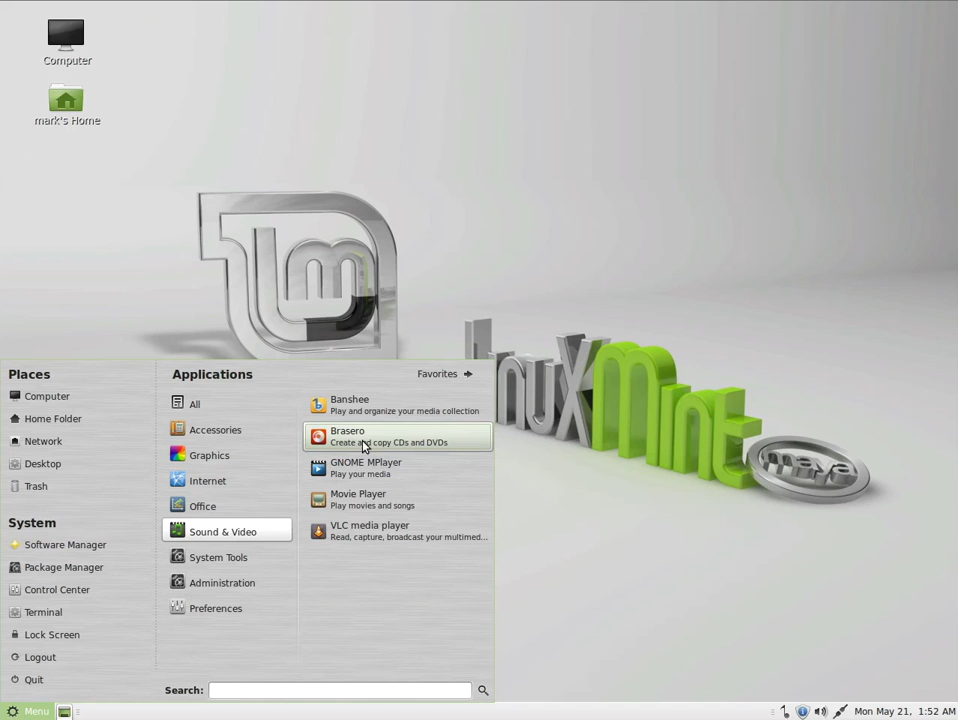 Computer
mark's Home
lm
LinuxMint
maya
Places
Computer
Home Folder
Network
Desktop
Trash
System
Software Manager
Package Manager
Control Center
Terminal
Lock Screen
Logout
Quit
Applications
Favorites
All
Accessories
Graphics
Internet
Office
Sound & Video
System Tools
Administration
Preferences
Banshee
Play and organize your media collection
Brasero
Create and copy CDs and DVDs
GNOME MPlayer
Play your media
Movie Player
Play movies and songs
VLC media player
Read, capture, broadcast your multimed...
Search:
Menu
Mon May 21, 1:52 AM